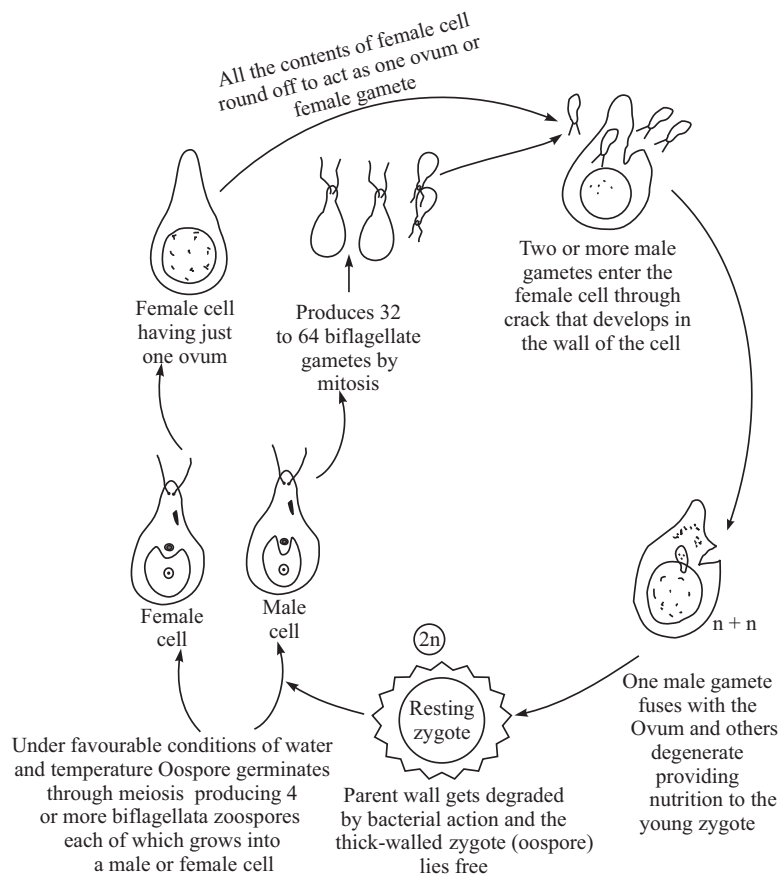 All the contents of female cell
round off to act as one ovum or
female gamete
Female cell
having just
one ovum
Produces 32
to 64 biflagellate
gametes by
mitosis
Two or more male
gametes enter the
female cell through
crack that develops in
the wall of the cell
Female
cell
Male
cell
n + n
2n
Resting
zygote
One male gamete
fuses with the
Ovum and others
degenerate
providing
nutrition to the
young zygote
Under favourable conditions of water
and temperature Oospore germinates
through meiosis producing 4
or more biflagellata zoospores
each of which grows into
a male or female cell
Parent wall gets degraded
by bacterial action and the
thick-walled zygote (oospore)
lies free